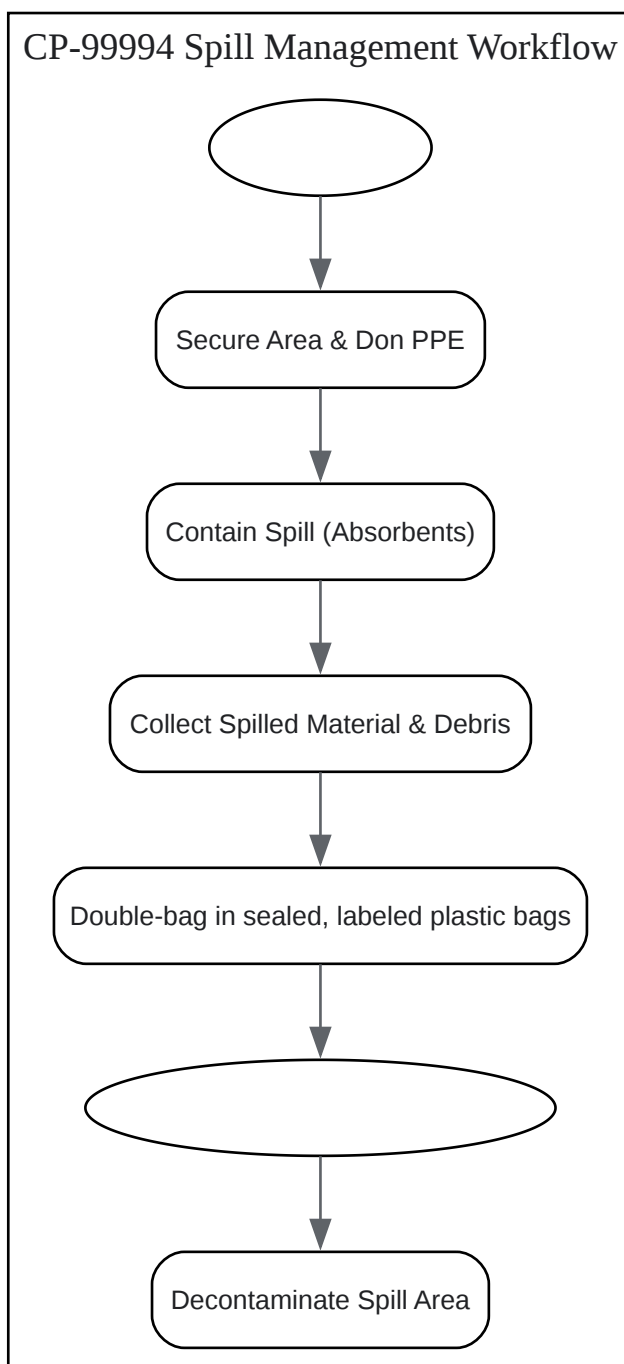 CP-99994 Spill Management Workflow
Secure Area & Don PPE
Contain Spill (Absorbents)
Collect Spilled Material & Debris
Double-bag in sealed, labeled plastic bags
Decontaminate Spill Area